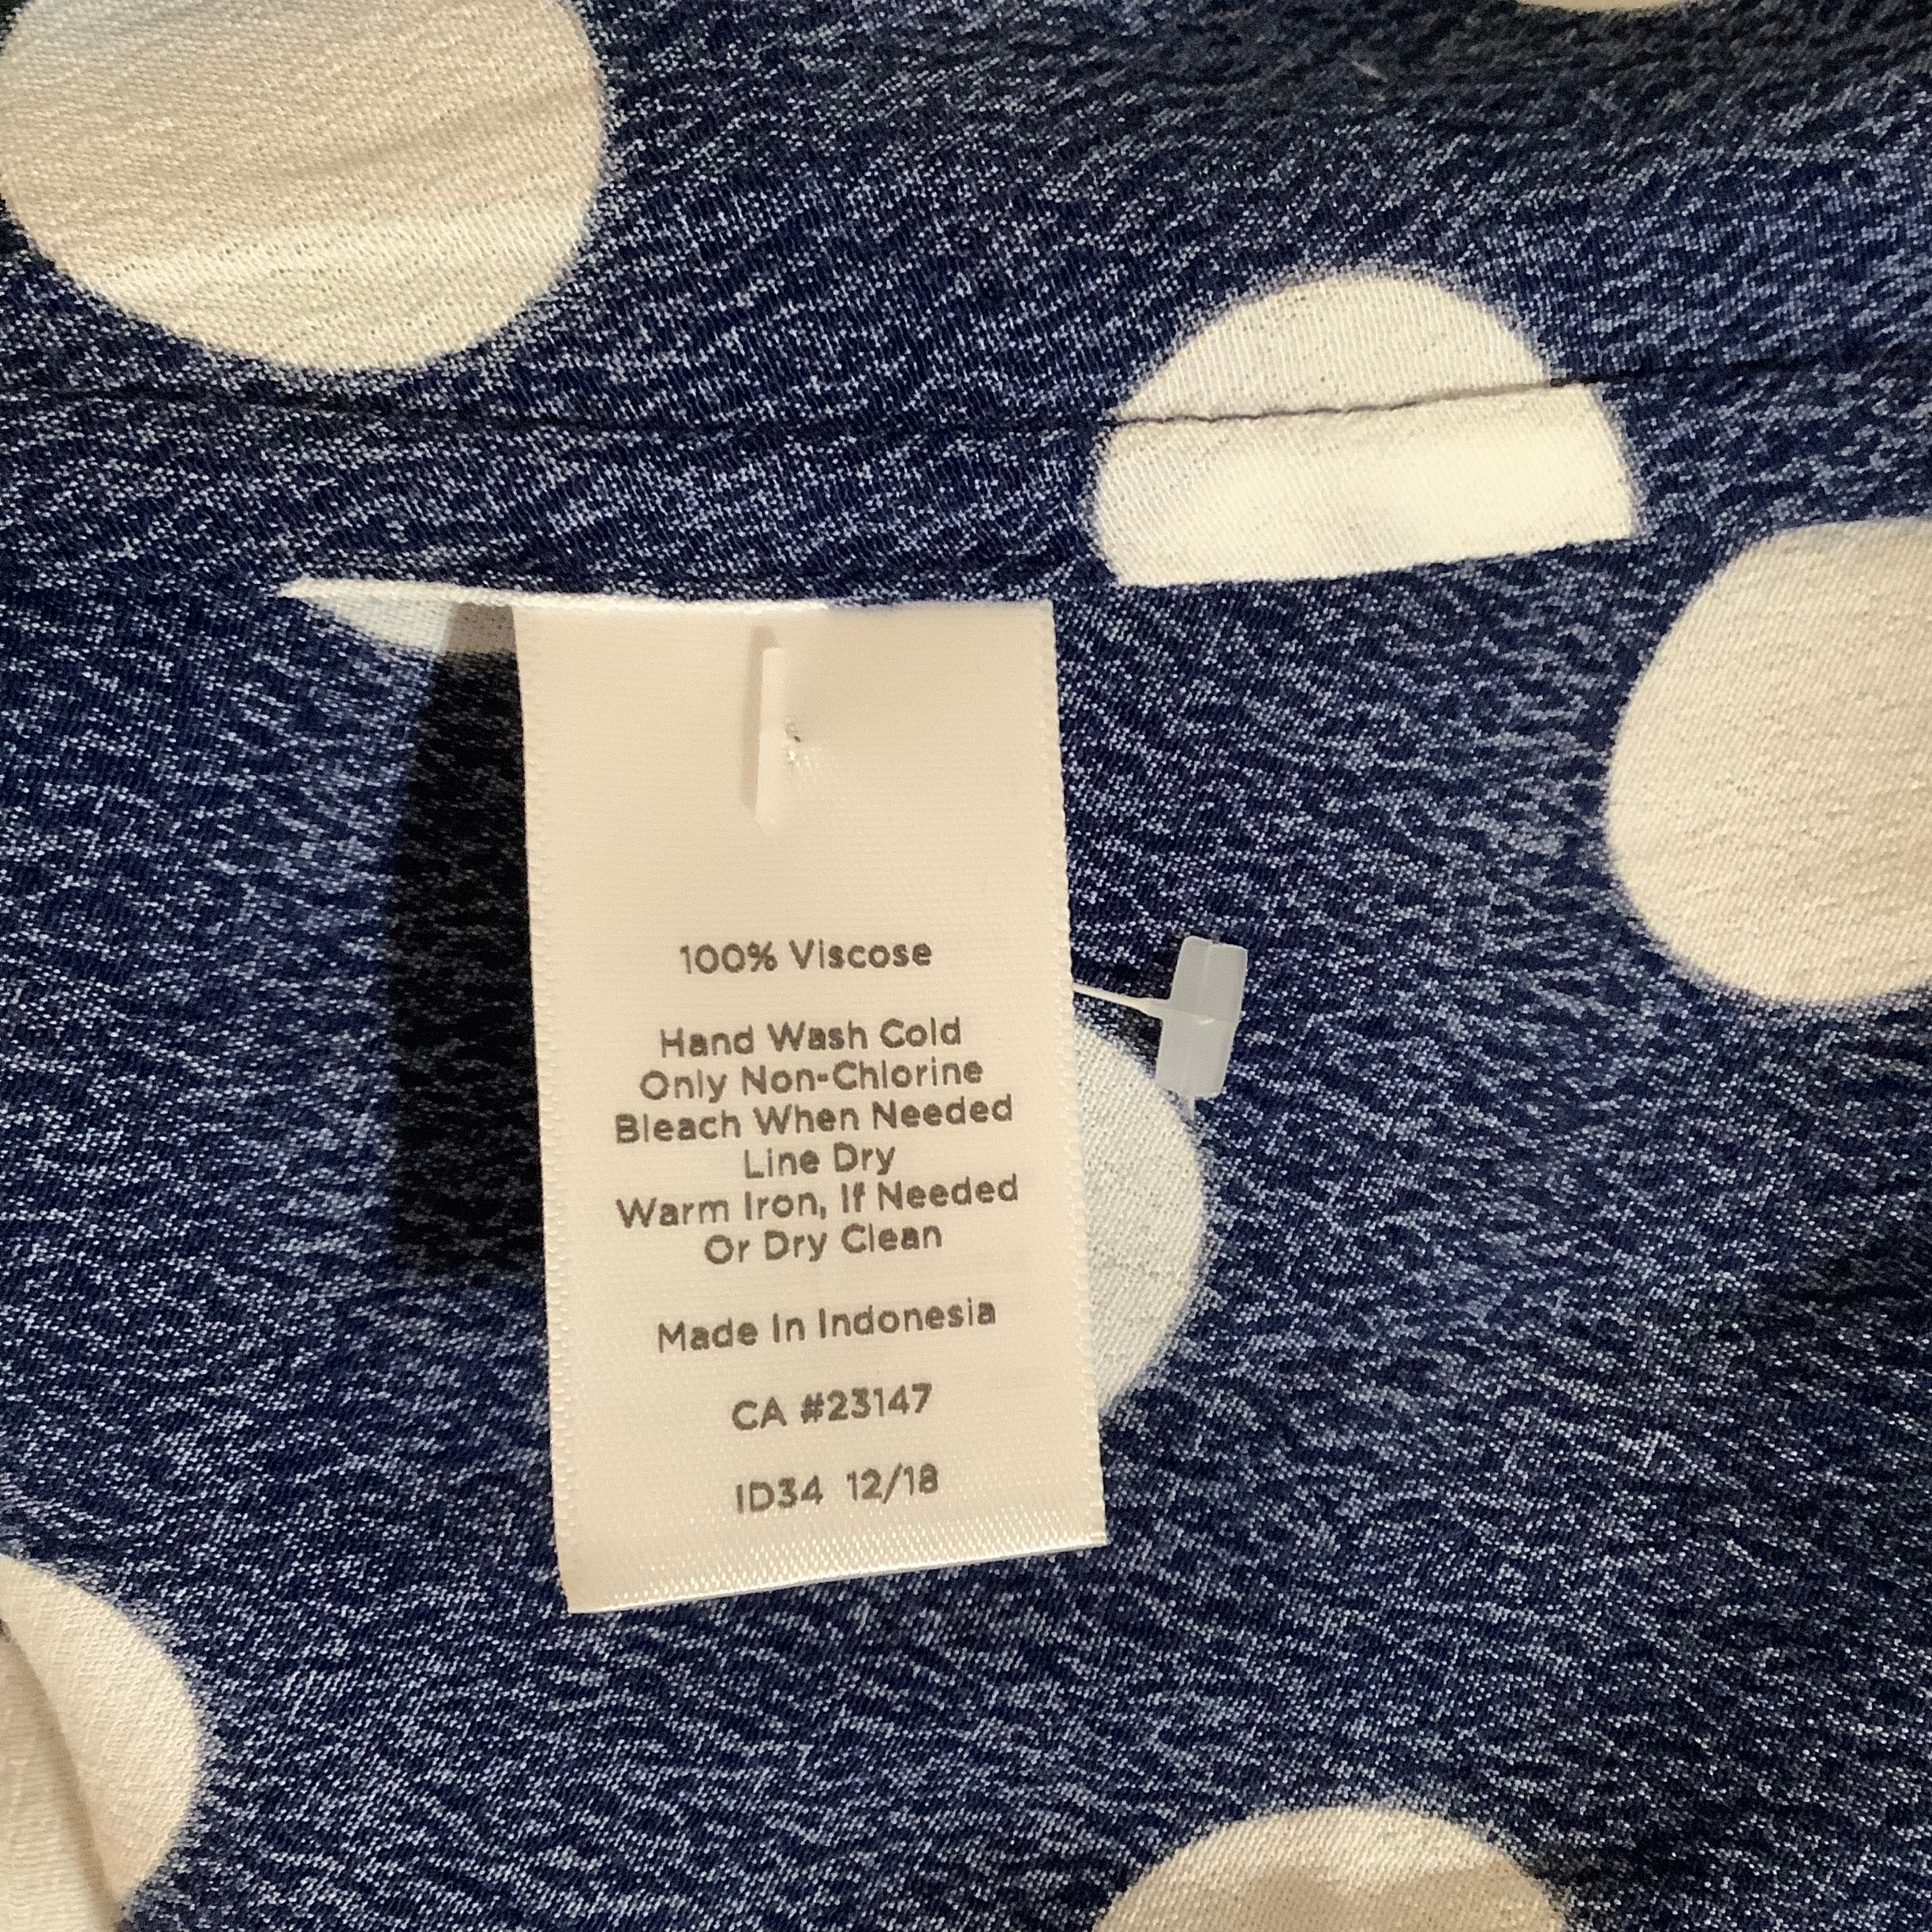 100% Viscose
Hand Wash Cold
Only Non-Chlorine
Bleach When Needed
Line Dry
Warm Iron, If Needed
Or Dry Clean
Made In Indonesia
CA #23147
ID34 12/18